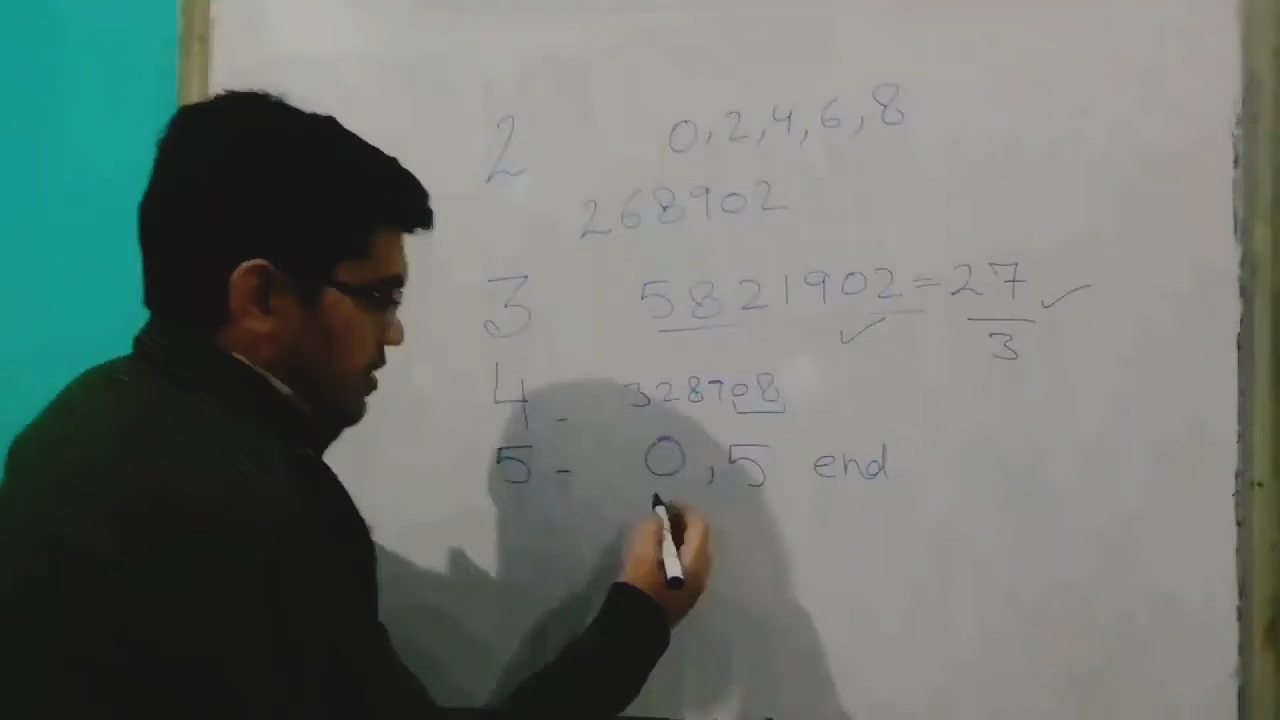 2 0,2,4,6,8
268902
3 5821902=27
3
4 - 328708
5 - 0,5 end